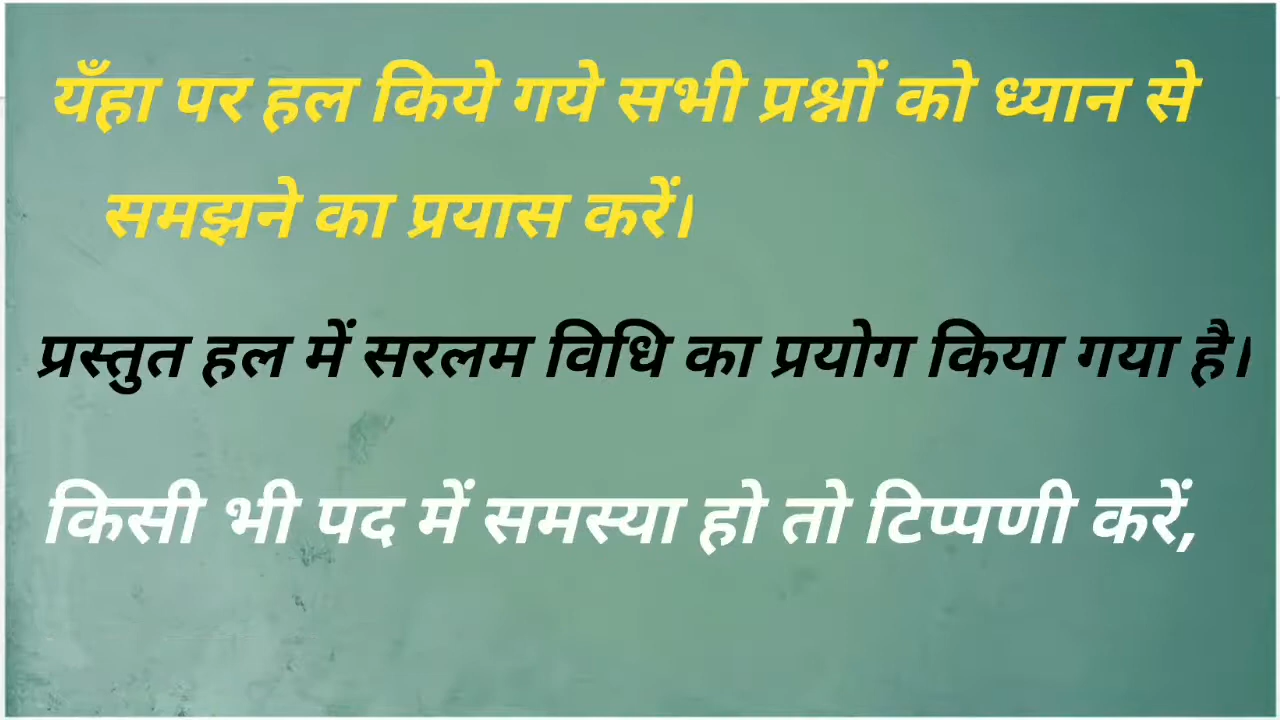 यँहा पर हल किये गये सभी प्रश्नों को ध्यान से
समझने का प्रयास करें।
प्रस्तुत हल में सरलम विधि का प्रयोग किया गया है।
किसी भी पद में समस्या हो तो टिप्पणी करें,